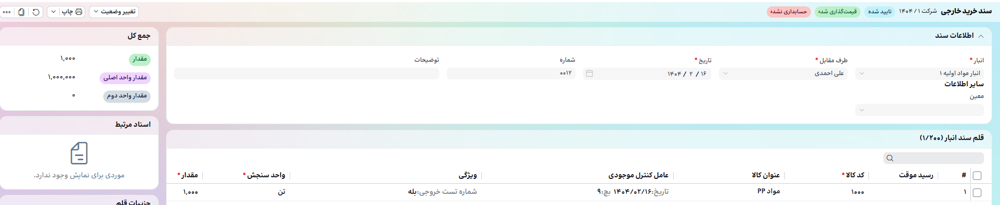 سند خرید خارجی شرکت ۱ / ۱۴۰۴ تایید شده قیمت‌گذاری شده حسابداری نشده تغییر وضعیت چاپ
اطلاعات سند
انبار * طرف مقابل * تاریخ * شماره توضیحات
انبار مواد اولیه ۱ علی احمدی ۱۶ / ۲ / ۱۴۰۴ ۰۰۱۲
سایر اطلاعات
معین
قلم سند انبار (۱/۲۰۰)
# رسید موقت کد کالا * عنوان کالا عامل کنترل موجودی ویژگی واحد سنجش * مقدار *
۱ ۱۰۰۰ مواد PP تاریخ:۱۴۰۴/۰۲/۱۶ بچ:۹ شماره تست خروجی:بله تن ۱,۰۰۰
جمع کل
مقدار ۱,۰۰۰
مقدار واحد اصلی ۱,۰۰۰,۰۰۰
مقدار واحد دوم ۰
اسناد مرتبط
موردی برای نمایش وجود ندارد.
جزییات قلم